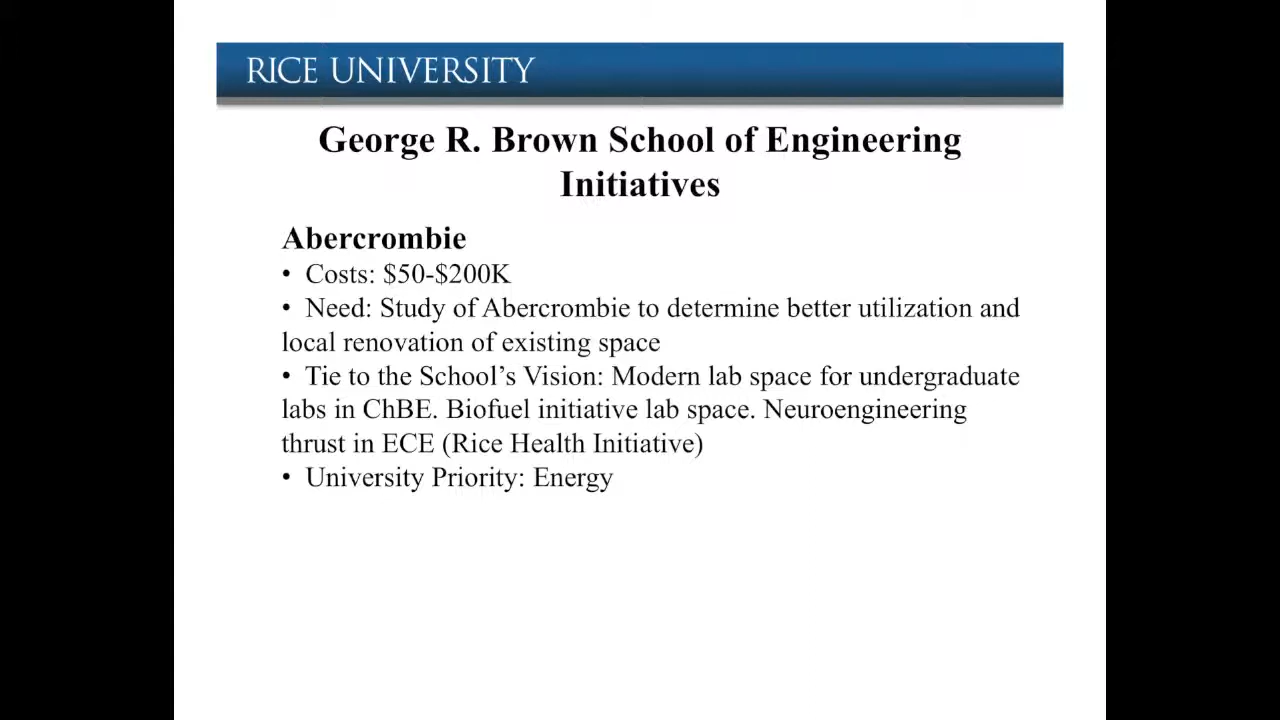 RICE UNIVERSITY
George R. Brown School of Engineering
Initiatives
Abercrombie
• Costs: $50-$200K
• Need: Study of Abercrombie to determine better utilization and
local renovation of existing space
• Tie to the School’s Vision: Modern lab space for undergraduate
labs in ChBE. Biofuel initiative lab space. Neuroengineering
thrust in ECE (Rice Health Initiative)
• University Priority: Energy